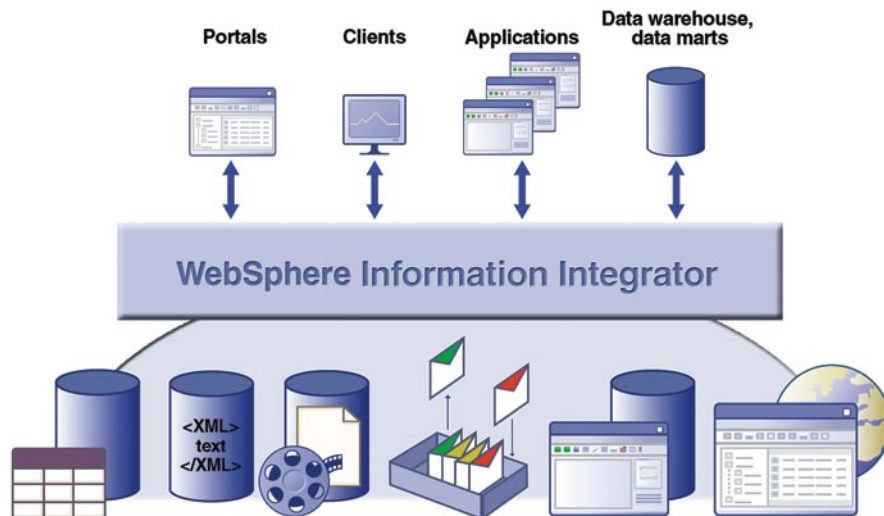 Portals
Clients
Applications
Data warehouse,
data marts
WebSphere Information Integrator
<XML>
text
</XML>